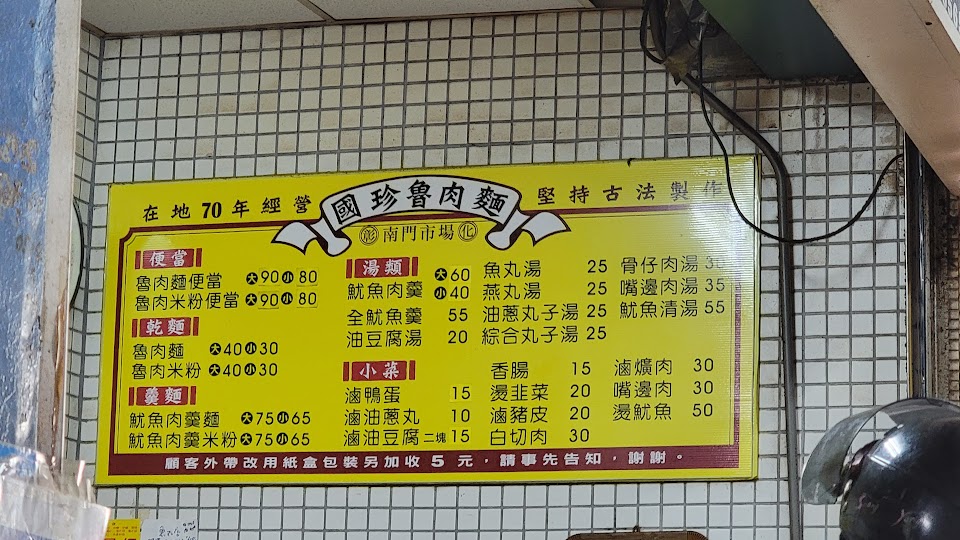 在地70年經營
國珍魯肉麵
堅持古法製作
彰南門市場化
便當
魯肉麵便當 大90小80
魯肉米粉便當 大90小80
乾麵
魯肉麵 大40小30
魯肉米粉 大40小30
羹麵
魷魚肉羹麵 大75小65
魷魚肉羹米粉 大75小65
湯類
魷魚肉羹 大60 小40
全魷魚羹 55
油豆腐湯 20
魚丸湯 25
燕丸湯 25
油蔥丸子湯 25
綜合丸子湯 25
骨仔肉湯 30
嘴邊肉湯 35
魷魚清湯 55
小菜
滷鴨蛋 15
滷油蔥丸 10
滷油豆腐二塊15
香腸 15
燙韭菜 20
滷豬皮 20
白切肉 30
滷爌肉 30
嘴邊肉 30
燙魷魚 50
顧客外帶改用紙盒包裝另加收5元,請事先告知,謝謝。